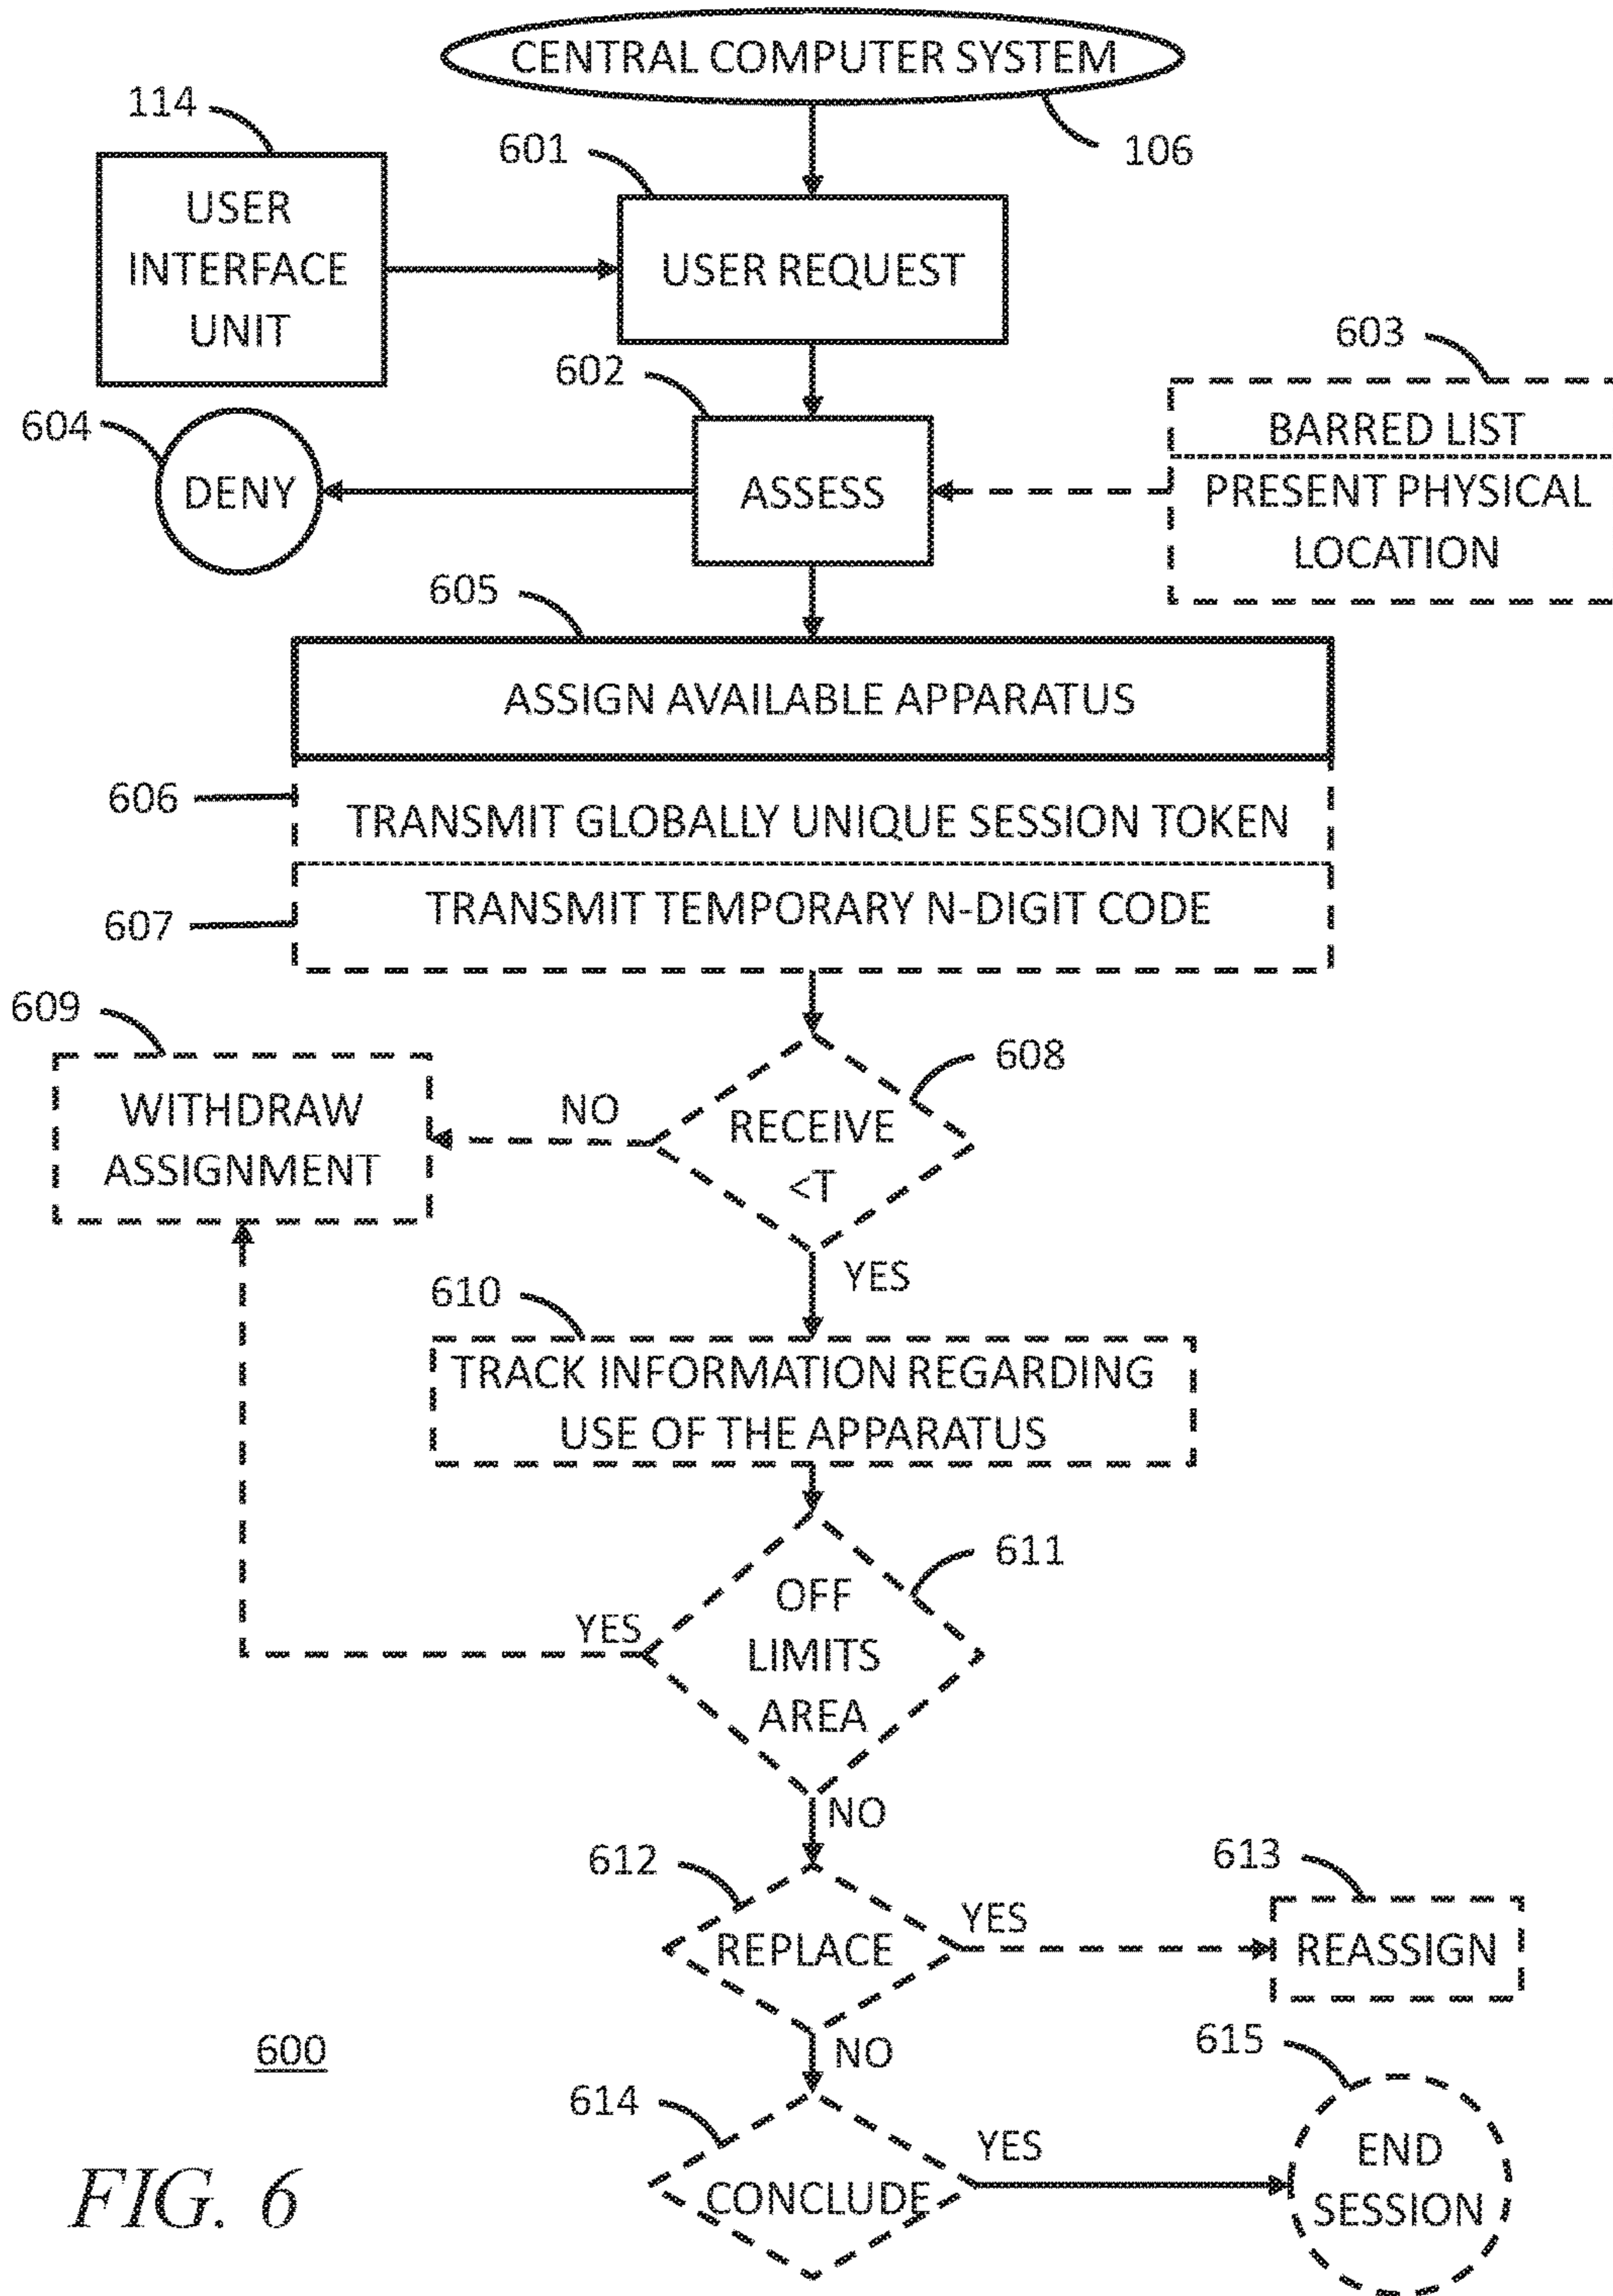 CENTRAL COMPUTER SYSTEM
114
106
601
USER
INTERFACE
UNIT
USER REQUEST
603
602
604
BARRED LIST
DENY
ASSESS
PRESENT PHYSICAL
LOCATION
605
ASSIGN AVAILABLE APPARATUS
606
TRANSMIT GLOBALLY UNIQUE SESSION TOKEN
607
TRANSMIT TEMPORARY N-DIGIT CODE
609
608
WITHDRAW
ASSIGNMENT
NO
RECEIVE
<T
YES
610
TRACK INFORMATION REGARDING
USE OF THE APPARATUS
611
OFF
LIMITS
AREA
YES
NO
612
613
REPLACE
YES
REASSIGN
600
NO
615
614
CONCLUDE
YES
END
SESSION
FIG. 6